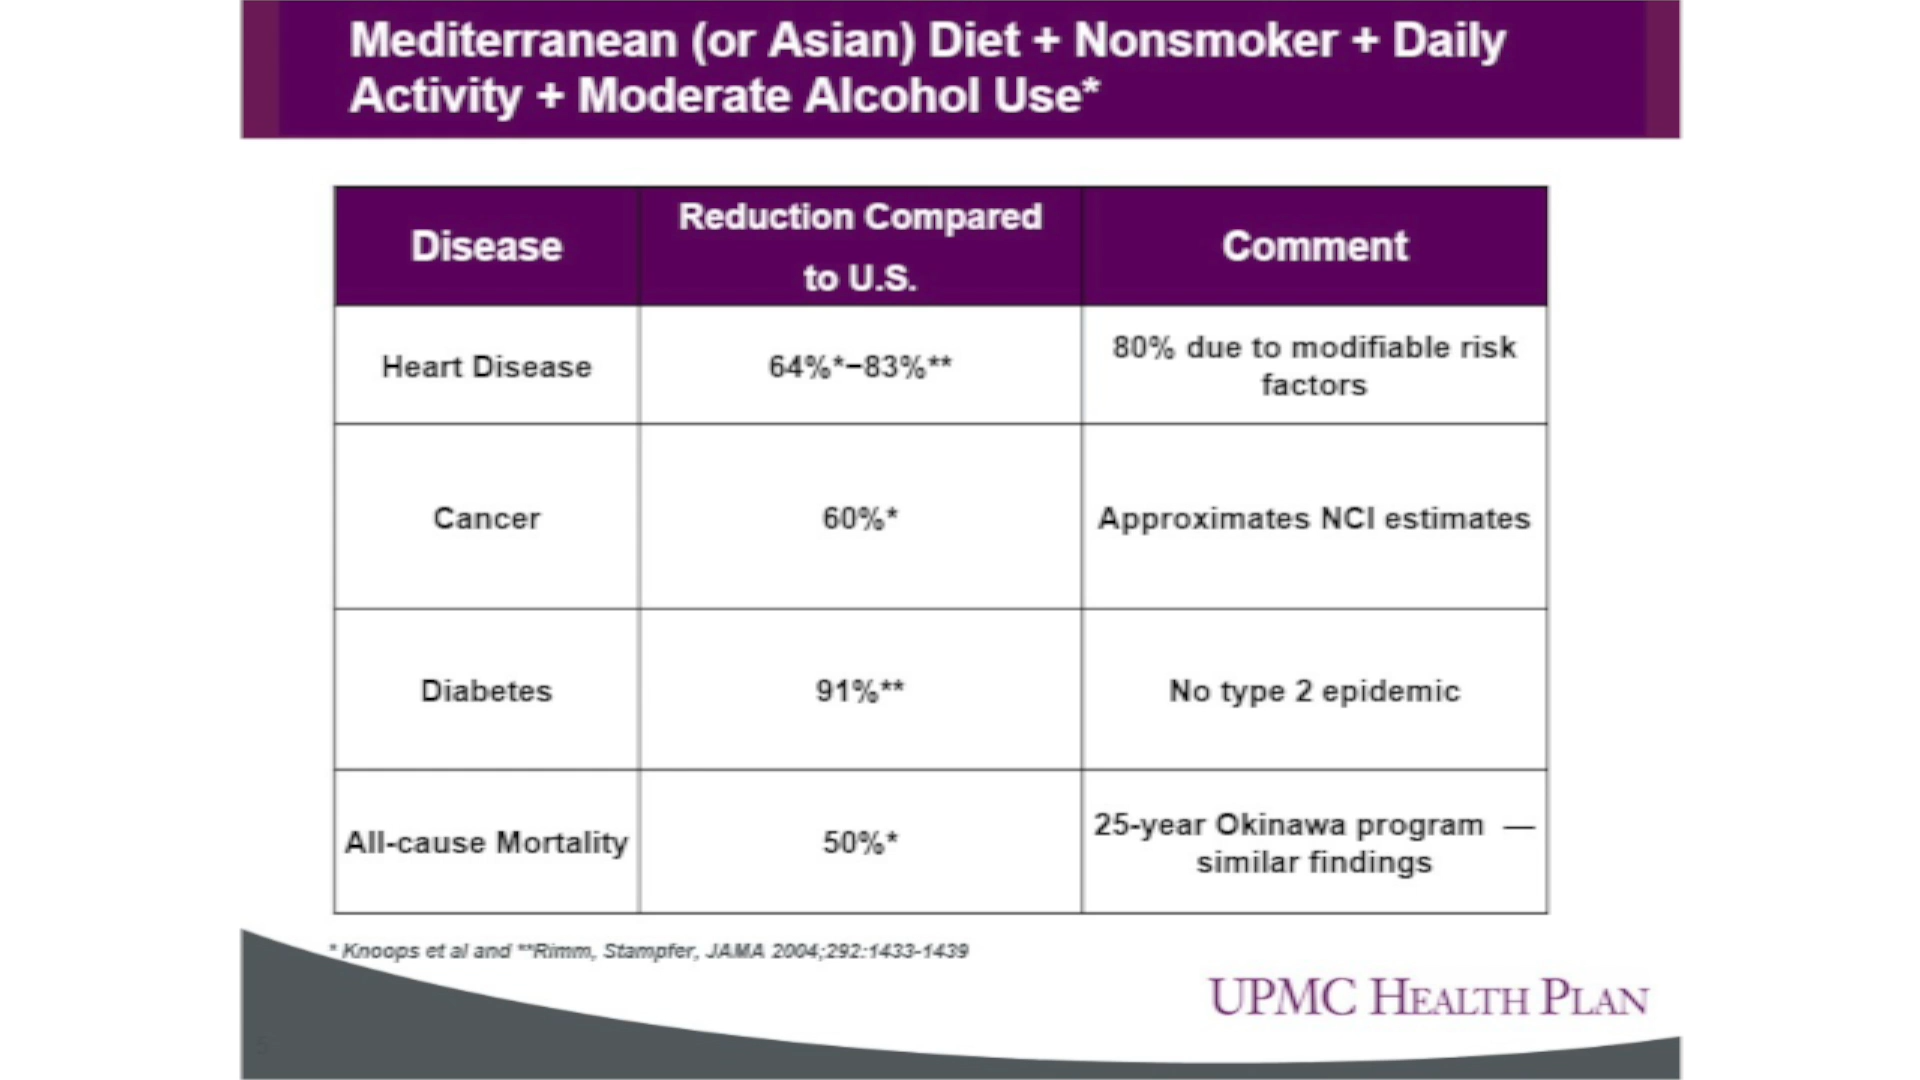 Mediterranean (or Asian) Diet + Nonsmoker + Daily
Activity + Moderate Alcohol Use*
Disease
Reduction Compared
to U.S.
Comment
Heart Disease
64%*–83%**
80% due to modifiable risk
factors
Cancer
60%*
Approximates NCI estimates
Diabetes
91%**
No type 2 epidemic
All-cause Mortality
50%*
25-year Okinawa program —
similar findings
* Knoops et al and **Rimm, Stampfer, JAMA 2004;292:1433-1439
UPMC HEALTH PLAN
5